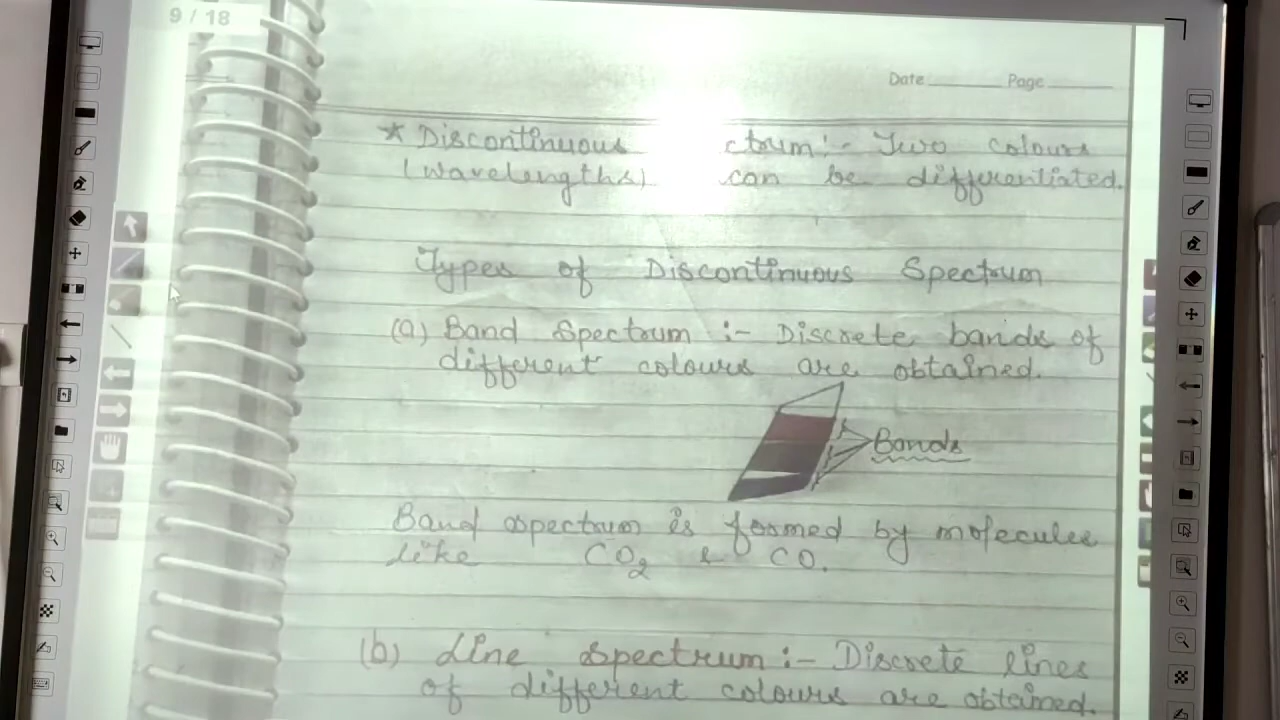 9 / 18
Date Page
* Discontinuous ctrum:- Two colours
(wavelengths) can be differentiated.
Types of Discontinuous Spectrum
(a) Band Spectrum :- Discrete bands of
different colours are obtained.
Bands
Band spectrum is formed by molecules
like CO₂ & CO.
(b) Line spectrum :- Discrete lines
of different colours are obtained.